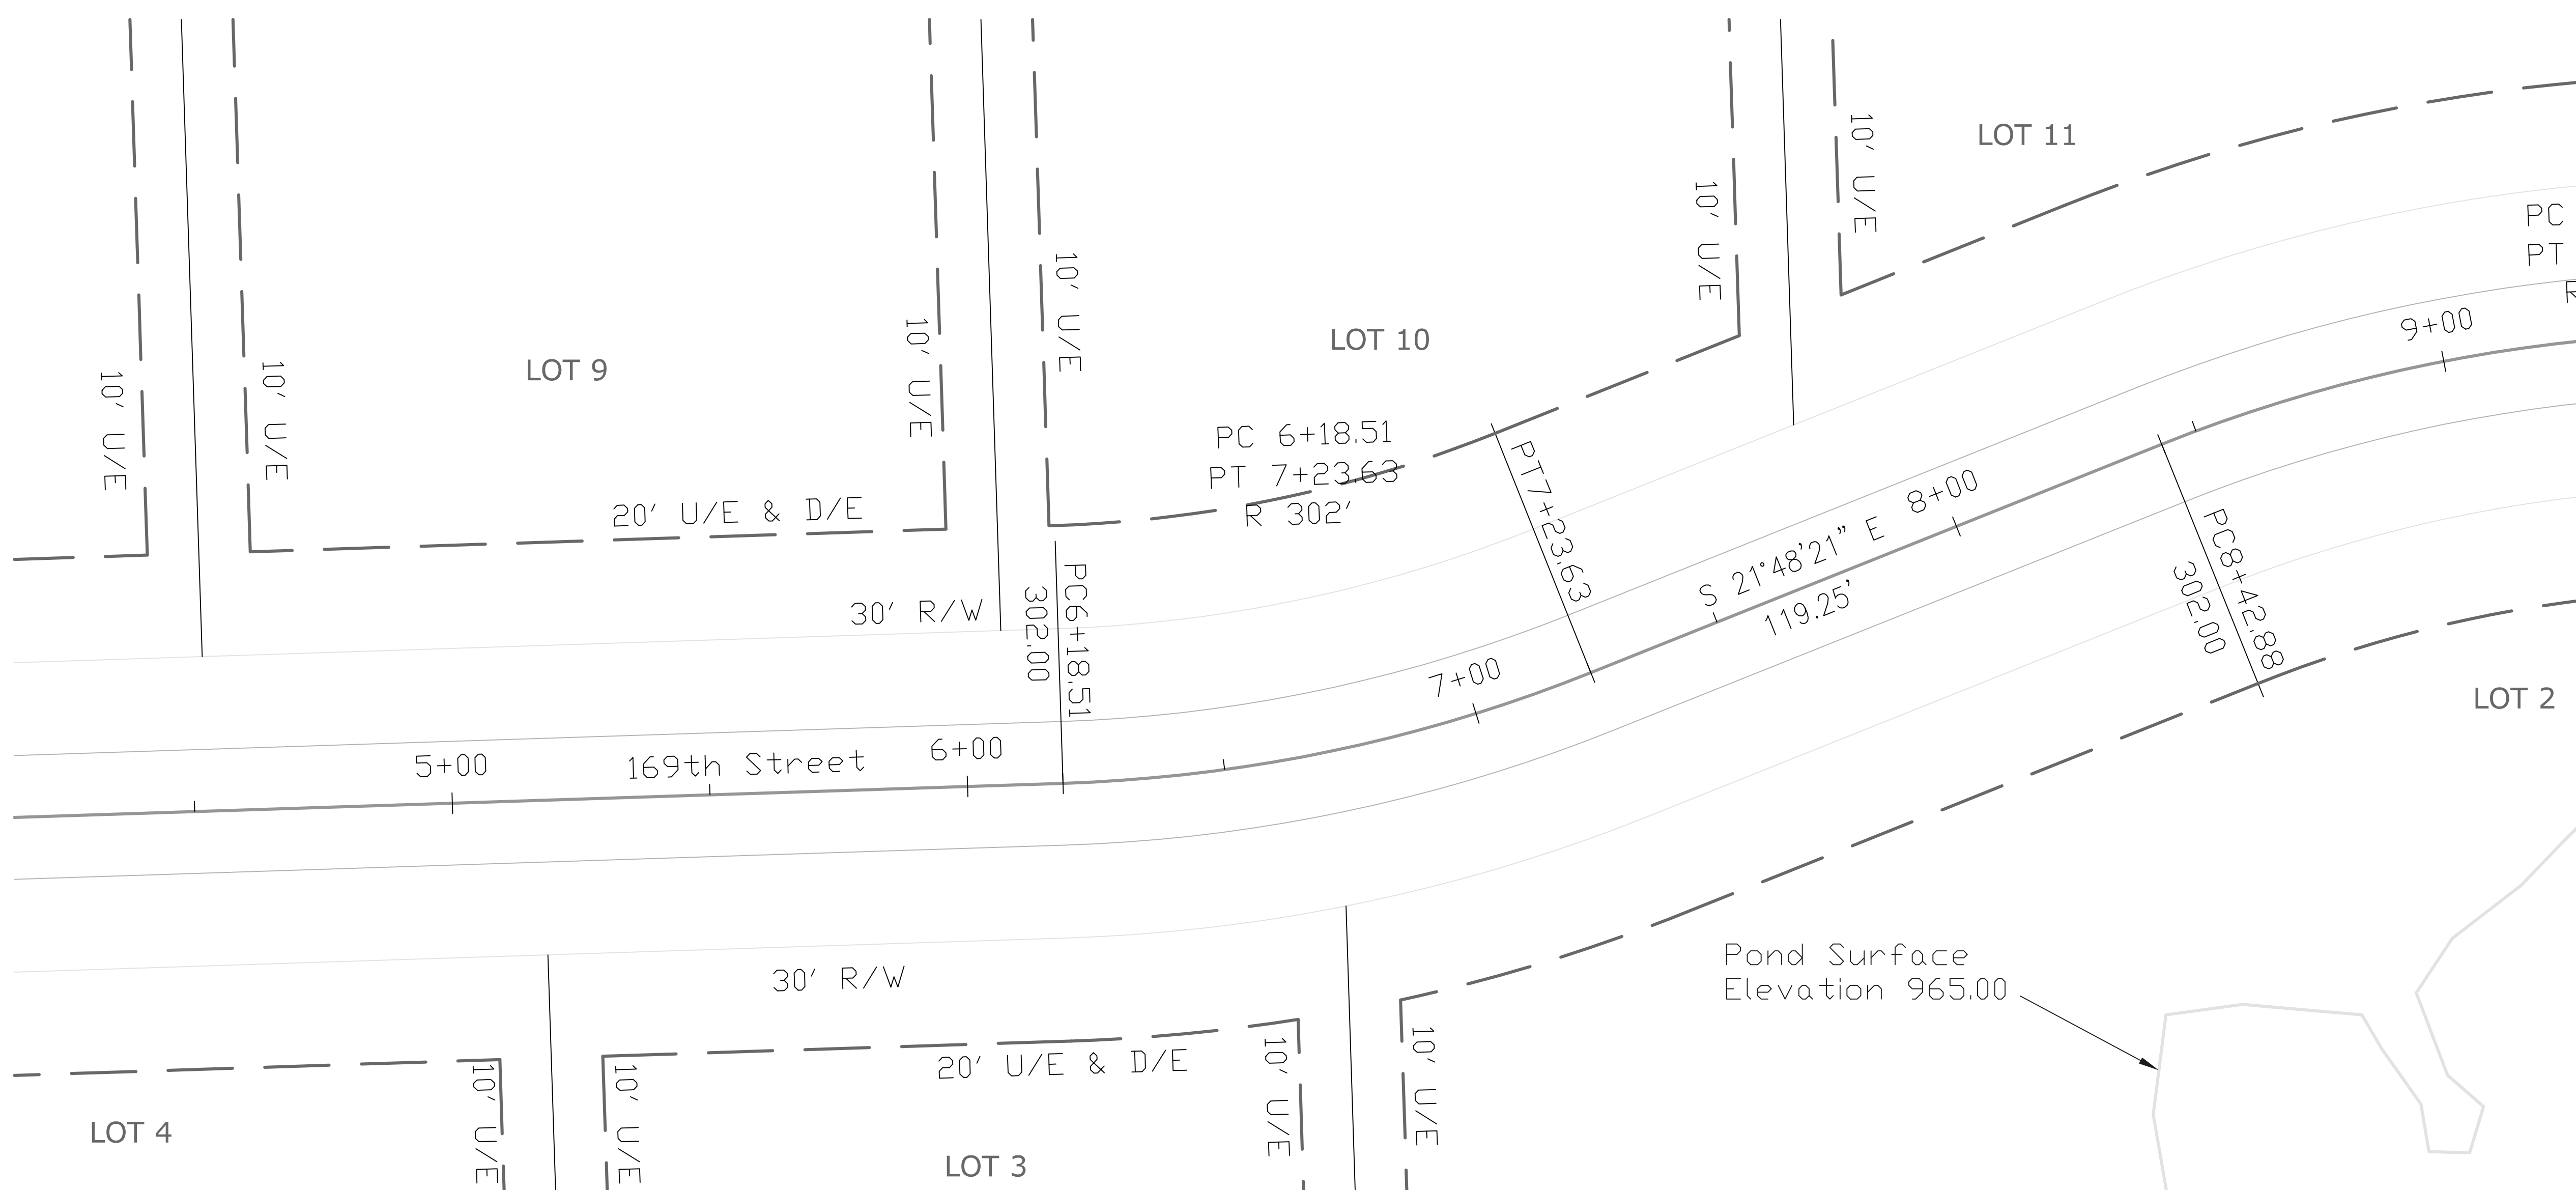 LOT 11
10' U/E
10' U/E
PC
PT
R
9+00
10' U/E
LOT 10
10' U/E
LOT 9
10' U/E
10' U/E
PC 6+18.51
PT 7+23.63
R 302'
20' U/E & D/E
PT7+23.63
8+00
S 21°48'21" E
119.25'
PC8+42.88
302.00
30' R/W
PC6+18.51
302.00
7+00
LOT 2
5+00
169th Street
6+00
Pond Surface
Elevation 965.00
30' R/W
20' U/E & D/E
10' U/E
10' U/E
10' U/E
10' U/E
LOT 4
LOT 3